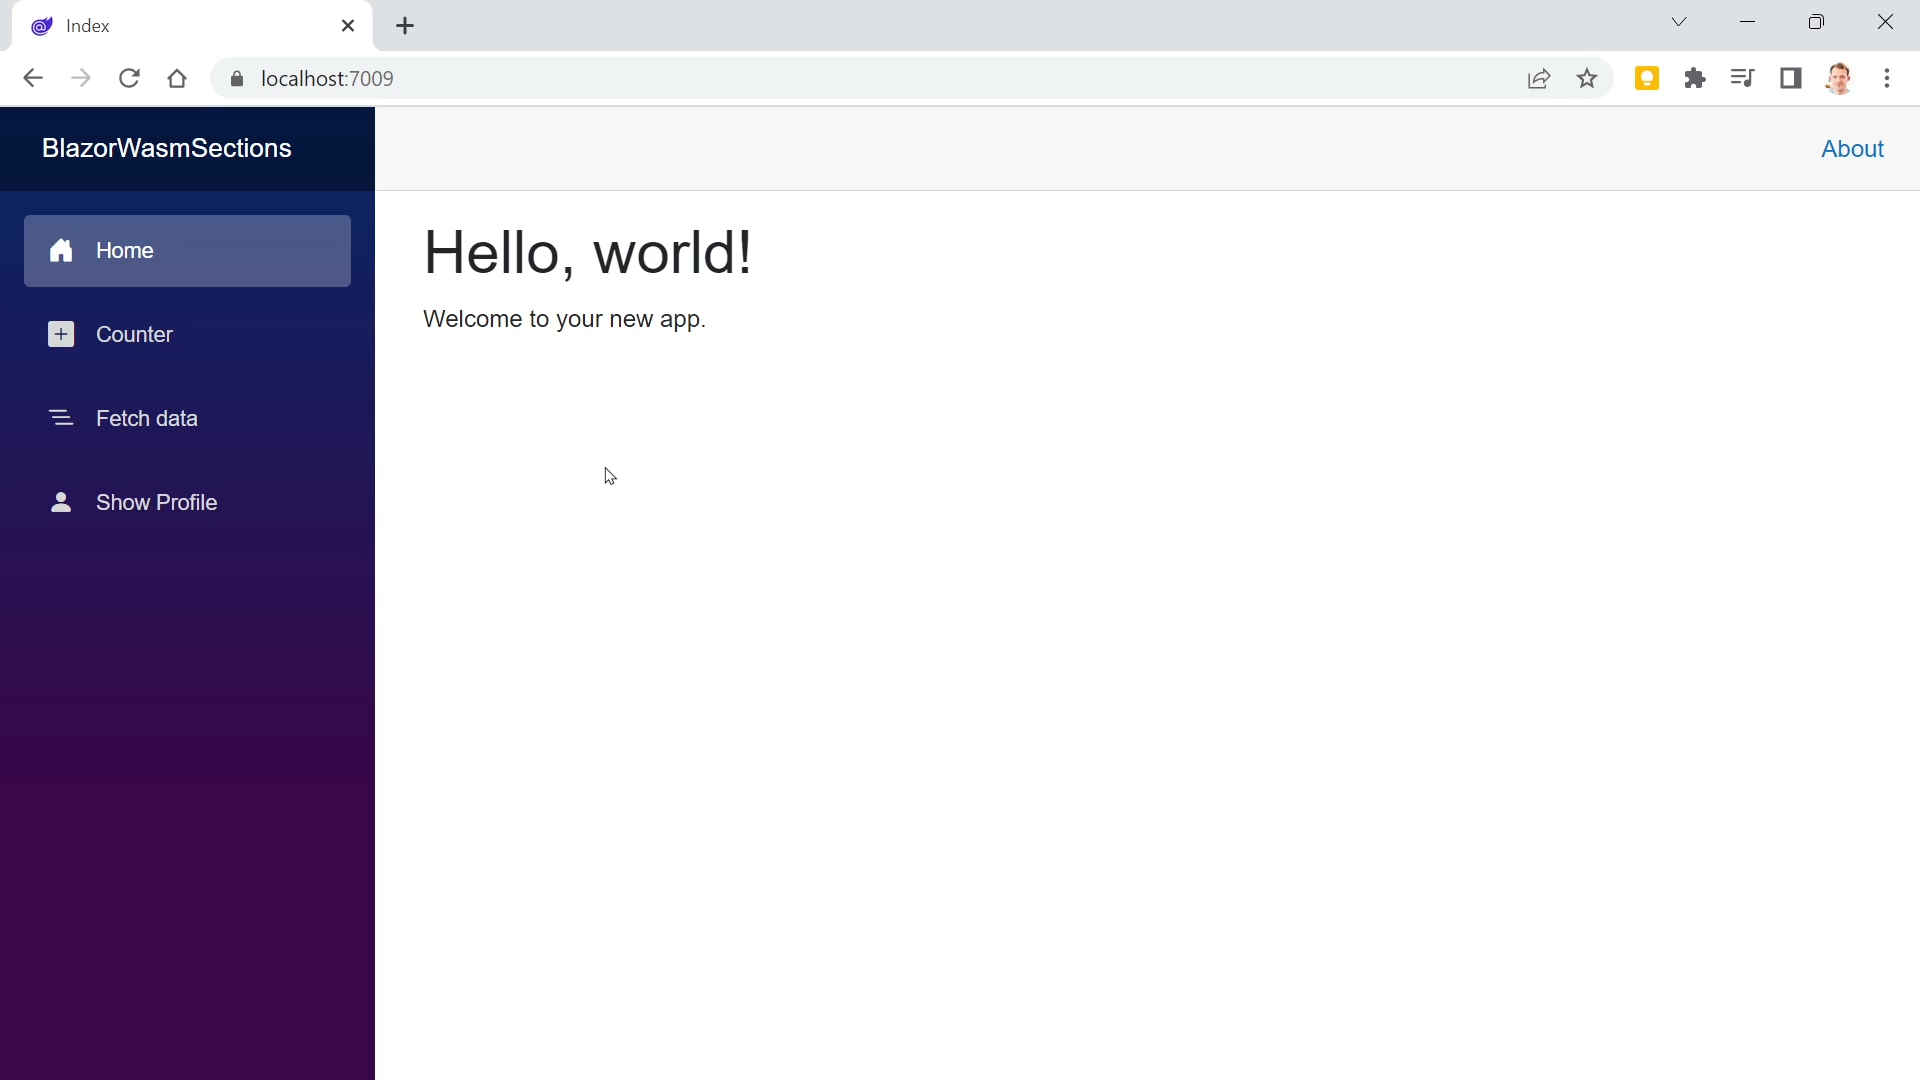 Index
localhost:7009
BlazorWasmSections
About
Home
Counter
Fetch data
Show Profile
Hello, world!
Welcome to your new app.